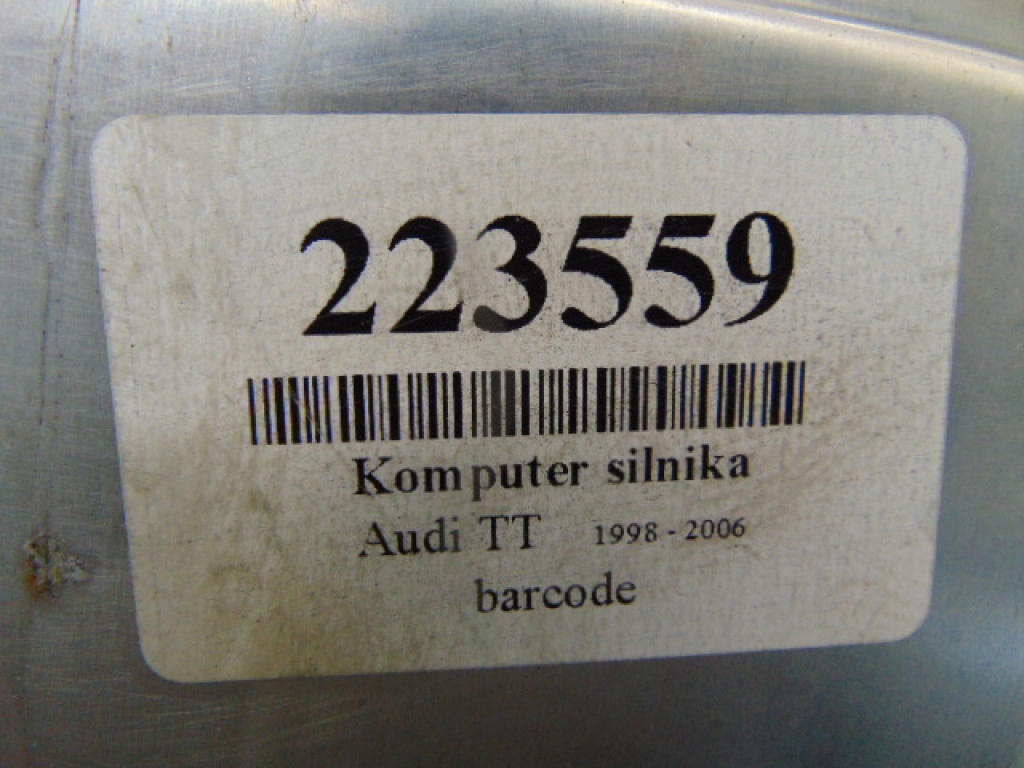 223559
Komputer silnika
Audi TT 1998 - 2006
barcode